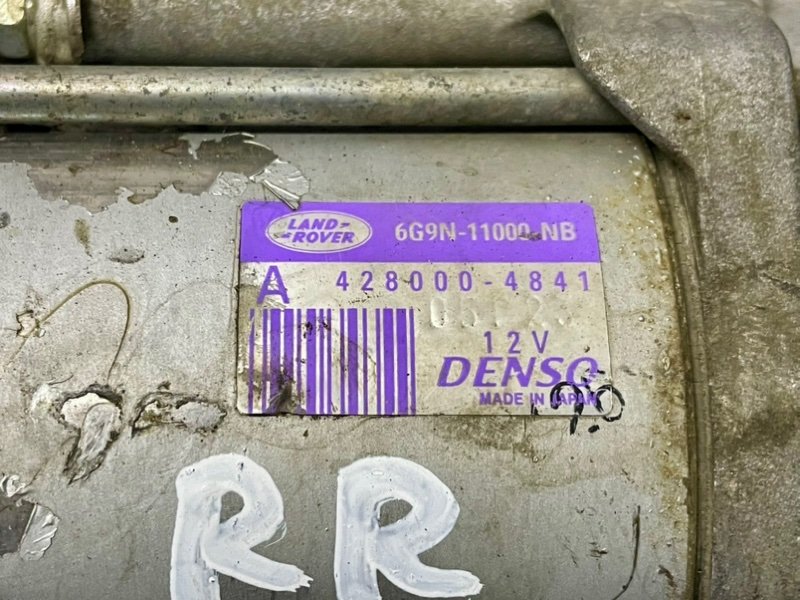 LAND-
-ROVER
6G9N-11000-NB
A 428000-4841
12V
DENSO
MADE IN JAPAN
RR